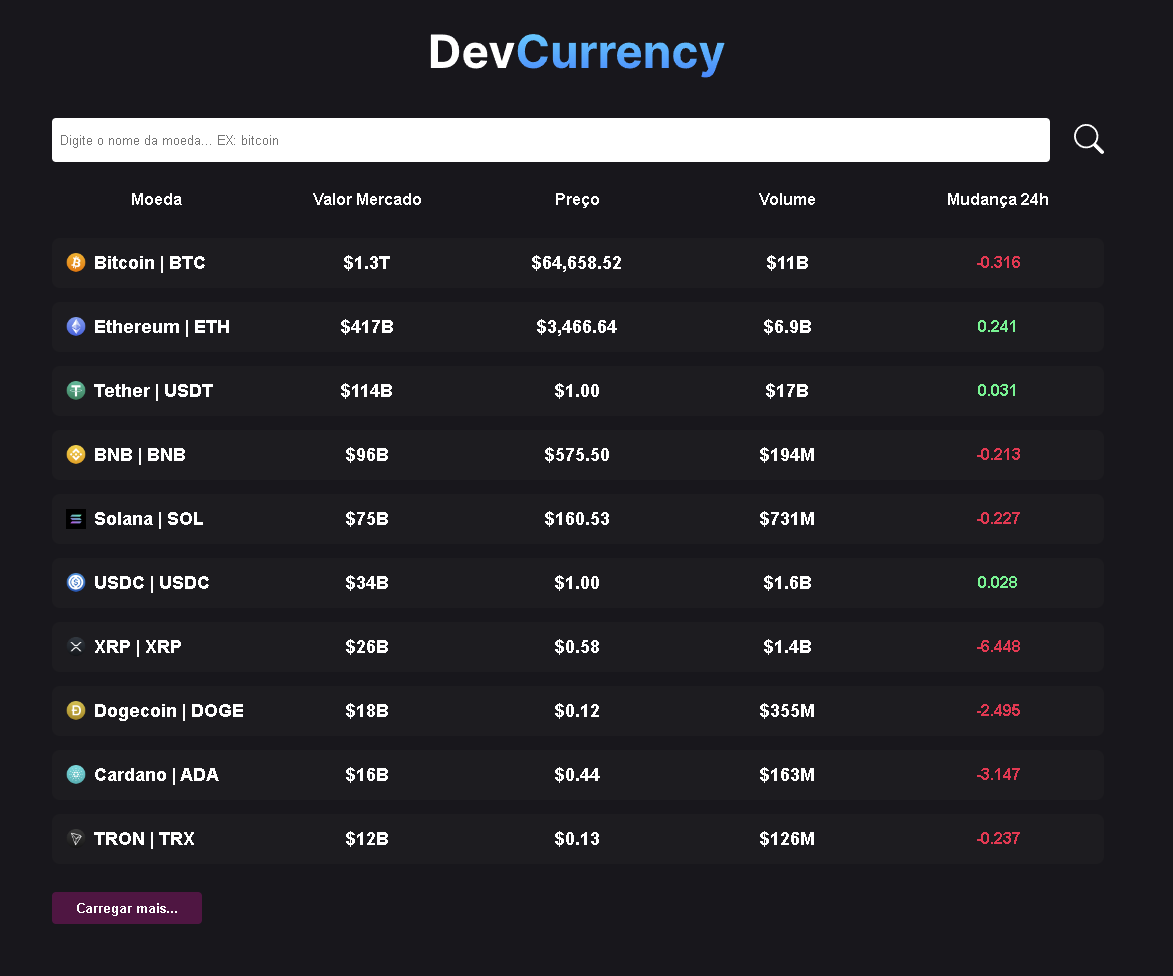 DevCurrency
Digite o nome da moeda... EX: bitcoin
Moeda Valor Mercado Preço Volume Mudança 24h
Bitcoin | BTC $1.3T $64,658.52 $11B -0.316
Ethereum | ETH $417B $3,466.64 $6.9B 0.241
Tether | USDT $114B $1.00 $17B 0.031
BNB | BNB $96B $575.50 $194M -0.213
Solana | SOL $75B $160.53 $731M -0.227
USDC | USDC $34B $1.00 $1.6B 0.028
XRP | XRP $26B $0.58 $1.4B -6.448
Dogecoin | DOGE $18B $0.12 $355M -2.495
Cardano | ADA $16B $0.44 $163M -3.147
TRON | TRX $12B $0.13 $126M -0.237
Carregar mais...